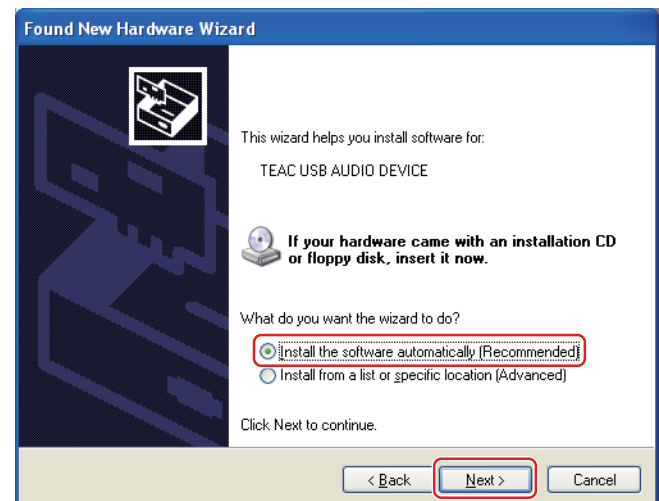 Found New Hardware Wizard
This wizard helps you install software for:
TEAC USB AUDIO DEVICE
If your hardware came with an installation CD
or floppy disk, insert it now.
What do you want the wizard to do?
Install the software automatically (Recommended)
Install from a list or specific location (Advanced)
Click Next to continue.
< Back
Next >
Cancel